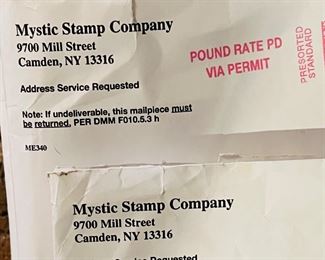 Mystic Stamp Company
9700 Mill Street
Camden, NY 13316
POUND RATE PD
VIA PERMIT
PRESORTED
STANDARD
Address Service Requested
Note: If undeliverable, this mailpiece must
be returned, PER DMM F010.5.3 h
ME340
Mystic Stamp Company
9700 Mill Street
Camden, NY 13316
Service Requested